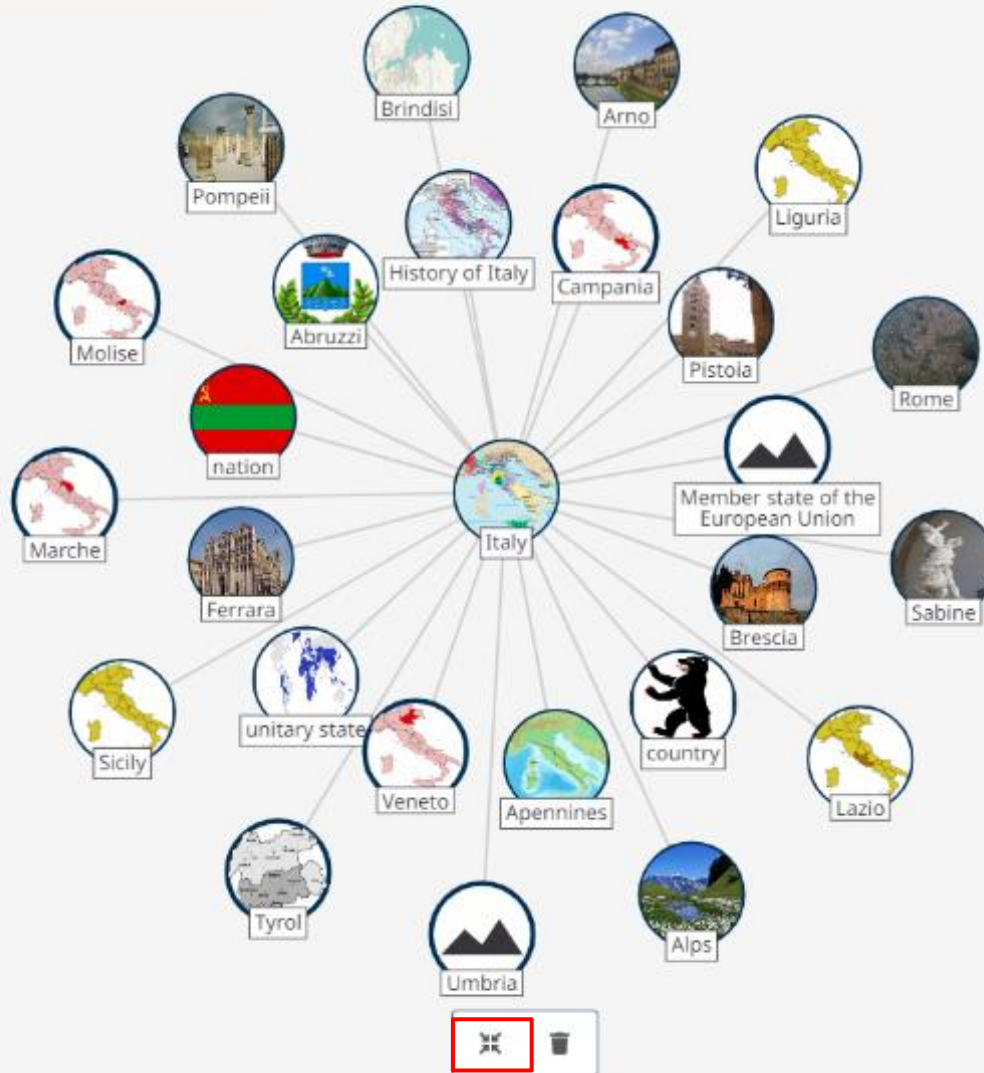 Brindisi
Arno
Pompeii
Liguria
History of Italy
Campania
Abruzzi
Molise
Pistoia
Rome
nation
Member state of the
European Union
Marche
Italy
Ferrara
Sabine
Brescia
unitary state
country
Sicily
Veneto
Apennines
Lazio
Tyrol
Alps
Umbria